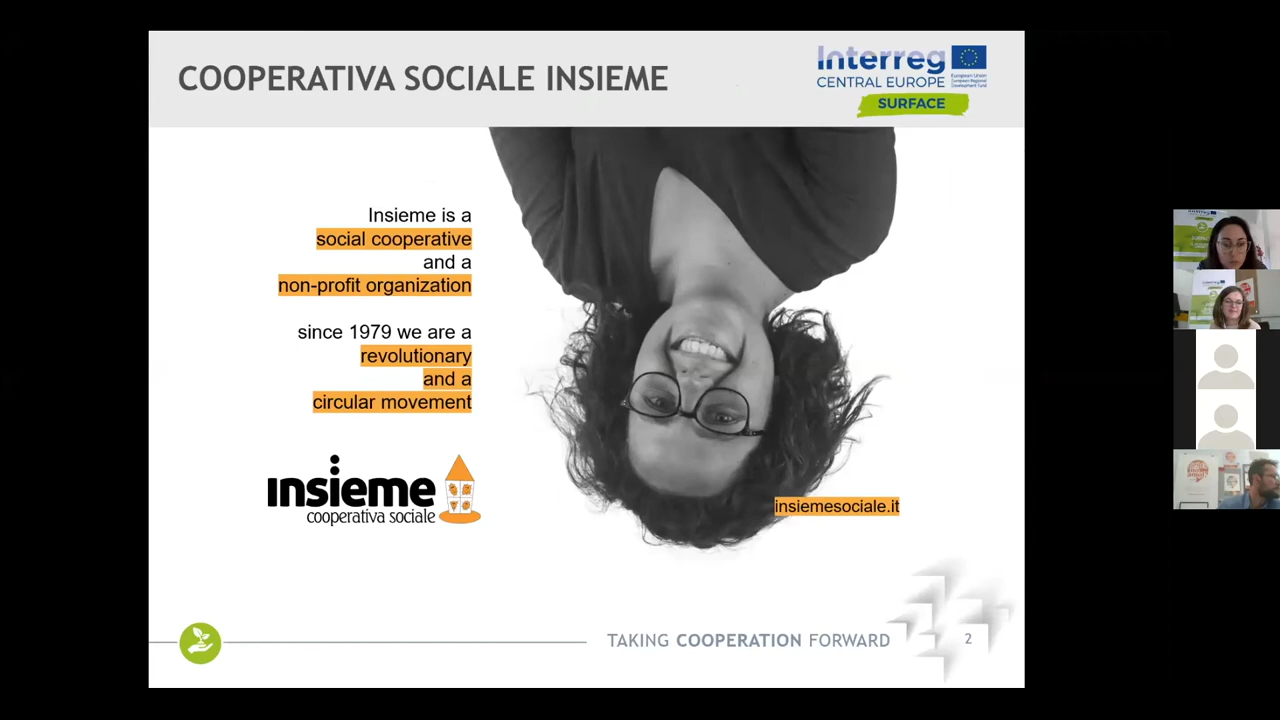 COOPERATIVA SOCIALE INSIEME
Interreg
CENTRAL EUROPE
European Union
European Regional
Development Fund
SURFACE
Insieme is a
social cooperative
and a
non-profit organization
since 1979 we are a
revolutionary
and a
circular movement
insieme
cooperativa sociale
insiemesociale.it
TAKING COOPERATION FORWARD
2